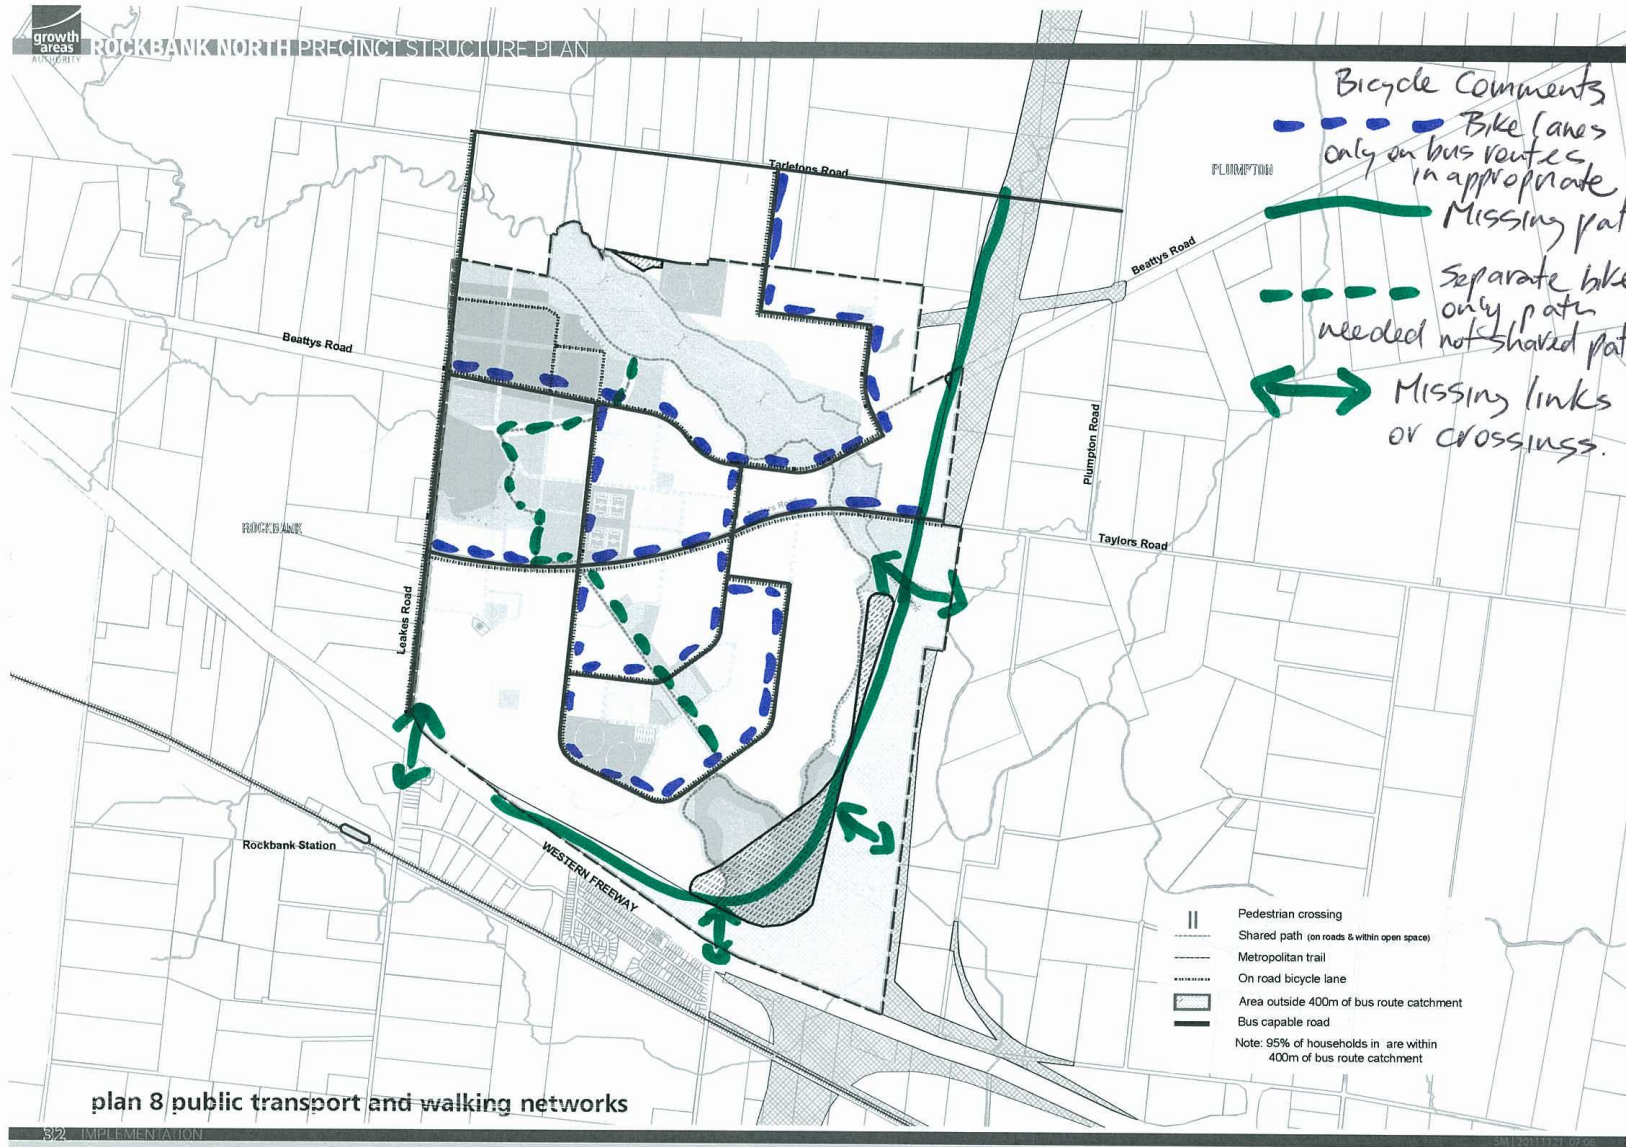 growth
areas
AUTHORITY
ROCKBANK NORTH PRECINCT STRUCTURE PLAN
Bicycle Comments
Bike lanes
only on bus routes
inappropriate
Missing pat
Separate bike
only path
needed not shared pat
Missing links
or crossings.
PLUMPTON
Tarletons Road
Beattys Road
Beattys Road
Plumpton Road
ROCKBANK
Taylors Road
Taylors Road
Leakes Road
Rockbank Station
WESTERN FREEWAY
Pedestrian crossing
Shared path (on roads & within open space)
Metropolitan trail
On road bicycle lane
Area outside 400m of bus route catchment
Bus capable road
Note: 95% of households in are within
400m of bus route catchment
plan 8 public transport and walking networks
32 IMPLEMENTATION